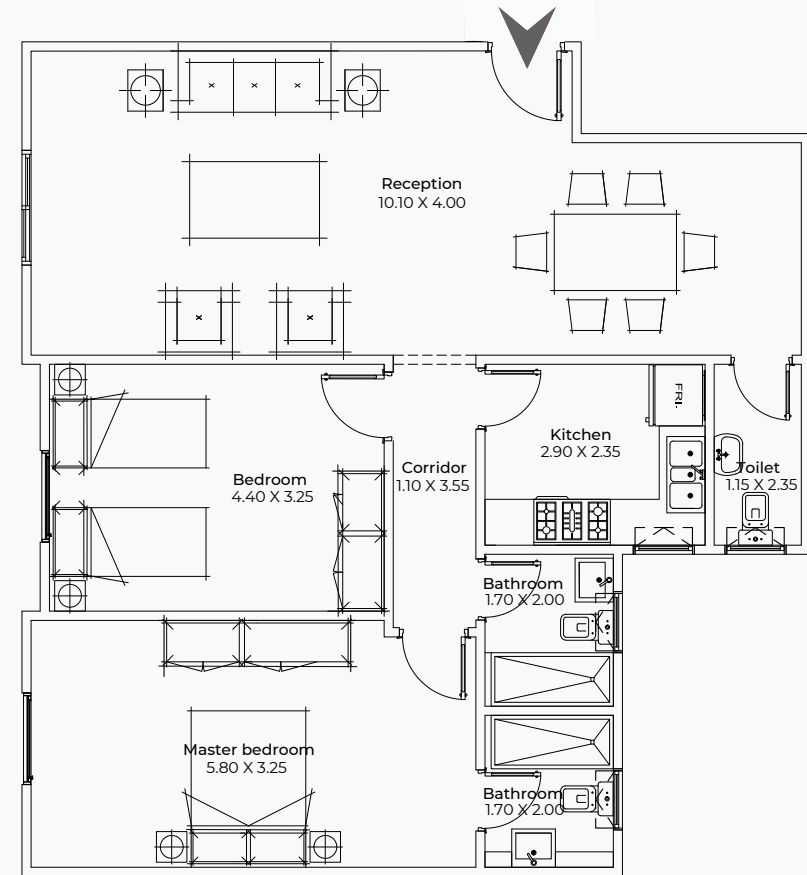 Reception
10.10 X 4.00
FRI.
Kitchen
2.90 X 2.35
Bedroom
4.40 X 3.25
Corridor
1.10 X 3.55
Toilet
1.15 X 2.35
Bathroom
1.70 X 2.00
Master bedroom
5.80 X 3.25
Bathroom
1.70 X 2.00